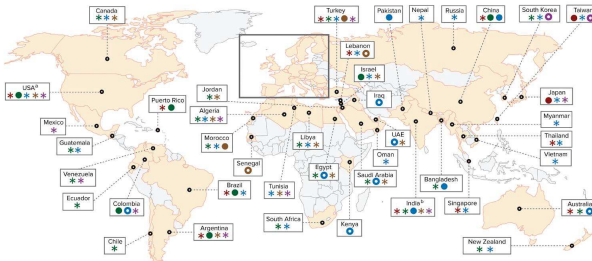 Canada
Turkey
Pakistan
Nepal
Russia
China
South Korea
Taiwan
Lebanon
USAa
Israel
Jordan
Iraq
Japan
Puerto Rico
Algeria
Mexico
Myanmar
Morocco
Libya
UAE
Guatemala
Thailand
Senegal
Egypt
Oman
Vietnam
Venezuela
Tunisia
Saudi Arabia
Bangladesh
Ecuador
Colombia
Brazil
Indiab
Singapore
Australia
South Africa
Kenya
Argentina
Chile
New Zealand